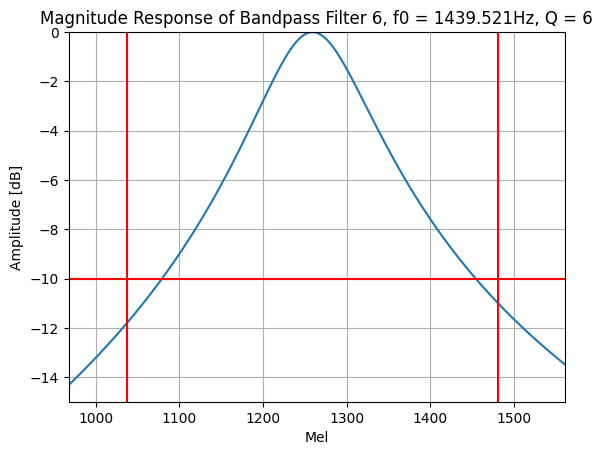 Magnitude Response of Bandpass Filter 6, f0 = 1439.521Hz, Q = 6
0
−2
−4
−6
−8
−10
−12
−14
Amplitude [dB]
1000 1100 1200 1300 1400 1500
Mel